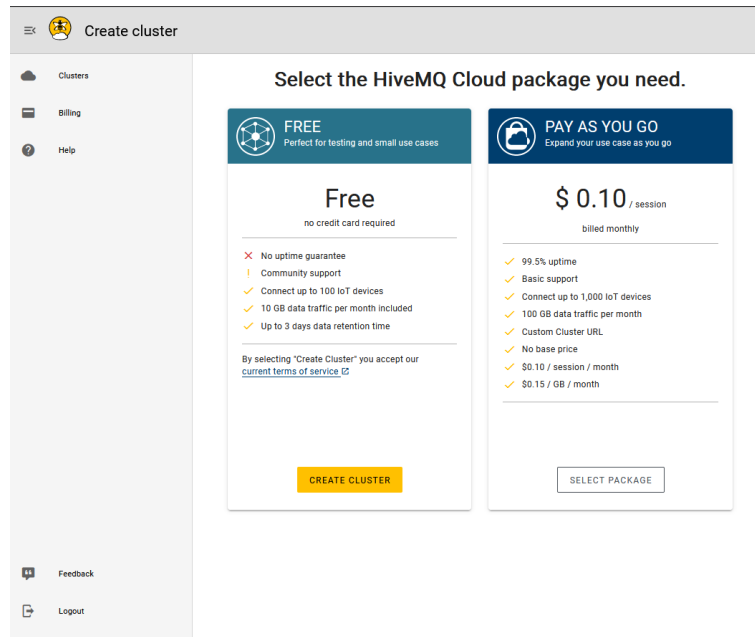 Create cluster
Clusters
Billing
Help
Feedback
Logout
Select the HiveMQ Cloud package you need.
FREE
Perfect for testing and small use cases
Free
no credit card required
No uptime guarantee
Community support
Connect up to 100 IoT devices
10 GB data traffic per month included
Up to 3 days data retention time
By selecting "Create Cluster" you accept our
current terms of service
CREATE CLUSTER
PAY AS YOU GO
Expand your use case as you go
$ 0.10 / session
billed monthly
99.5% uptime
Basic support
Connect up to 1,000 IoT devices
100 GB data traffic per month
Custom Cluster URL
No base price
$0.10 / session / month
$0.15 / GB / month
SELECT PACKAGE